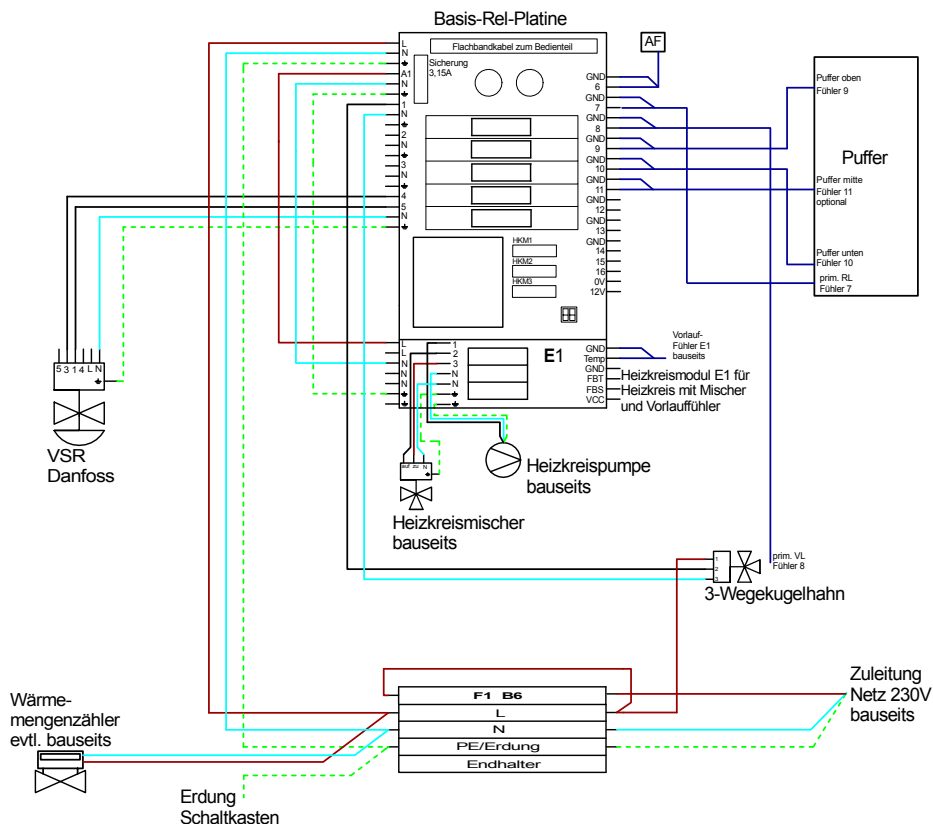 Basis-Rel-Platine
Flachbandkabel zum Bedienteil
Sicherung
3,15A
L
N
A1
N
1
N
2
N
3
N
4
5
N
HKM1
HKM2
HKM3
GND
6
GND
7
GND
8
GND
9
GND
10
GND
11
GND
12
GND
13
GND
14
15
16
0V
12V
AF
Puffer oben
Fühler 9
Puffer
Puffer mitte
Fühler 11
optional
Puffer unten
Fühler 10
prim. RL
Fühler 7
L
L
N
N
N
1
2
3
N
N
E1
GND
Temp
GND
FBT
FBS
VCC
Vorlauf-
Fühler E1
bauseits
Heizkreismodul E1 für
Heizkreis mit Mischer
und Vorlauffühler
5 3 1 4 L N
VSR
Danfoss
auf zu N
Heizkreismischer
bauseits
Heizkreispumpe
bauseits
1
2
3
prim. VL
Fühler 8
3-Wegekugelhahn
F1 B6
L
N
PE/Erdung
Endhalter
Zuleitung
Netz 230V
bauseits
Wärme-
mengenzähler
evtl. bauseits
Erdung
Schaltkasten